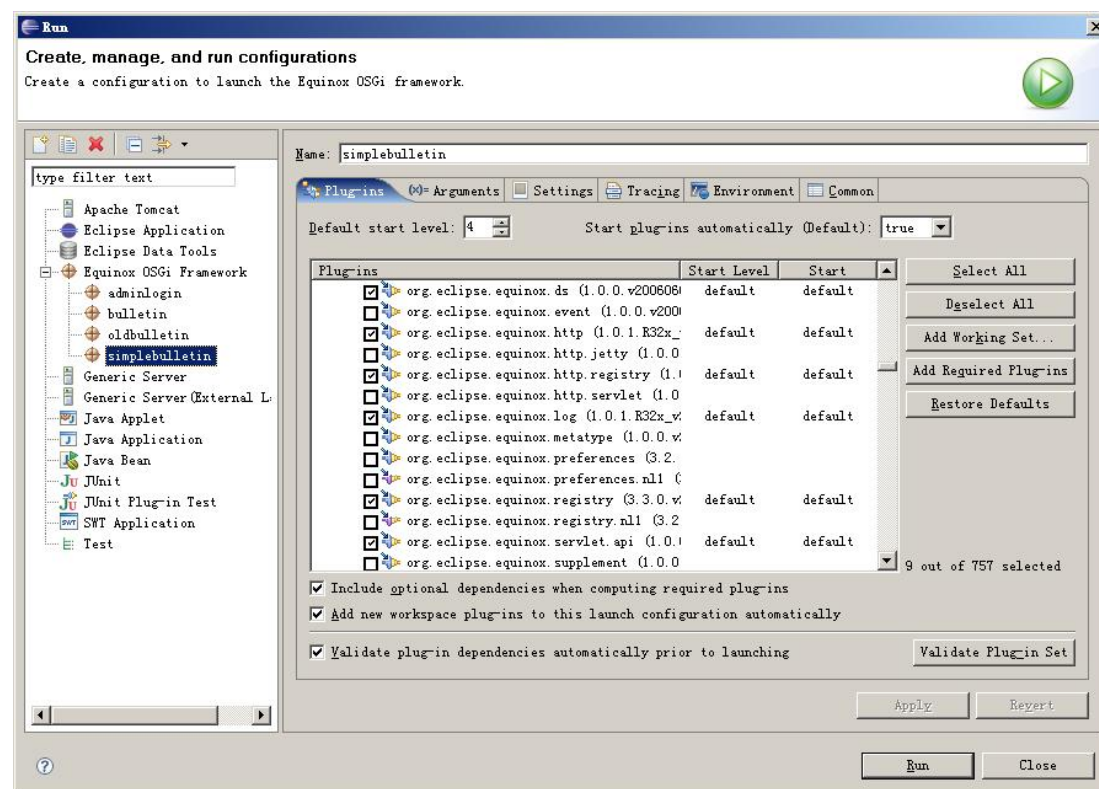 Run
Create, manage, and run configurations
Create a configuration to launch the Equinox OSGi framework.
type filter text
Apache Tomcat
Eclipse Application
Eclipse Data Tools
Equinox OSGi Framework
adminlogin
bulletin
oldbulletin
simplebulletin
Generic Server
Generic Server(External L
Java Applet
Java Application
Java Bean
Ju JUnit
JUnit Plug-in Test
SWT SWT Application
Test
Name: simplebulletin
Plug-ins (x)= Arguments Settings Tracing Environment Common
Default start level: 4 Start plug-ins automatically (Default): true
Plug-ins Start Level Start
org.eclipse.equinox.ds (1.0.0.v200606 default default
org.eclipse.equinox.event (1.0.0.v200
org.eclipse.equinox.http (1.0.1.R32x_ default default
org.eclipse.equinox.http.jetty (1.0.0
org.eclipse.equinox.http.registry (1. default default
org.eclipse.equinox.http.servlet (1.0
org.eclipse.equinox.log (1.0.1.R32x_v default default
org.eclipse.equinox.metatype (1.0.0.v
org.eclipse.equinox.preferences (3.2.
org.eclipse.equinox.preferences.nl1 (
org.eclipse.equinox.registry (3.3.0.v default default
org.eclipse.equinox.registry.nl1 (3.2
org.eclipse.equinox.servlet.api (1.0. default default
org.eclipse.equinox.supplement (1.0.0
Select All
Deselect All
Add Working Set...
Add Required Plug-ins
Restore Defaults
9 out of 757 selected
Include optional dependencies when computing required plug-ins
Add new workspace plug-ins to this launch configuration automatically
Validate plug-in dependencies automatically prior to launching
Validate Plug-in Set
Apply Revert
? Run Close